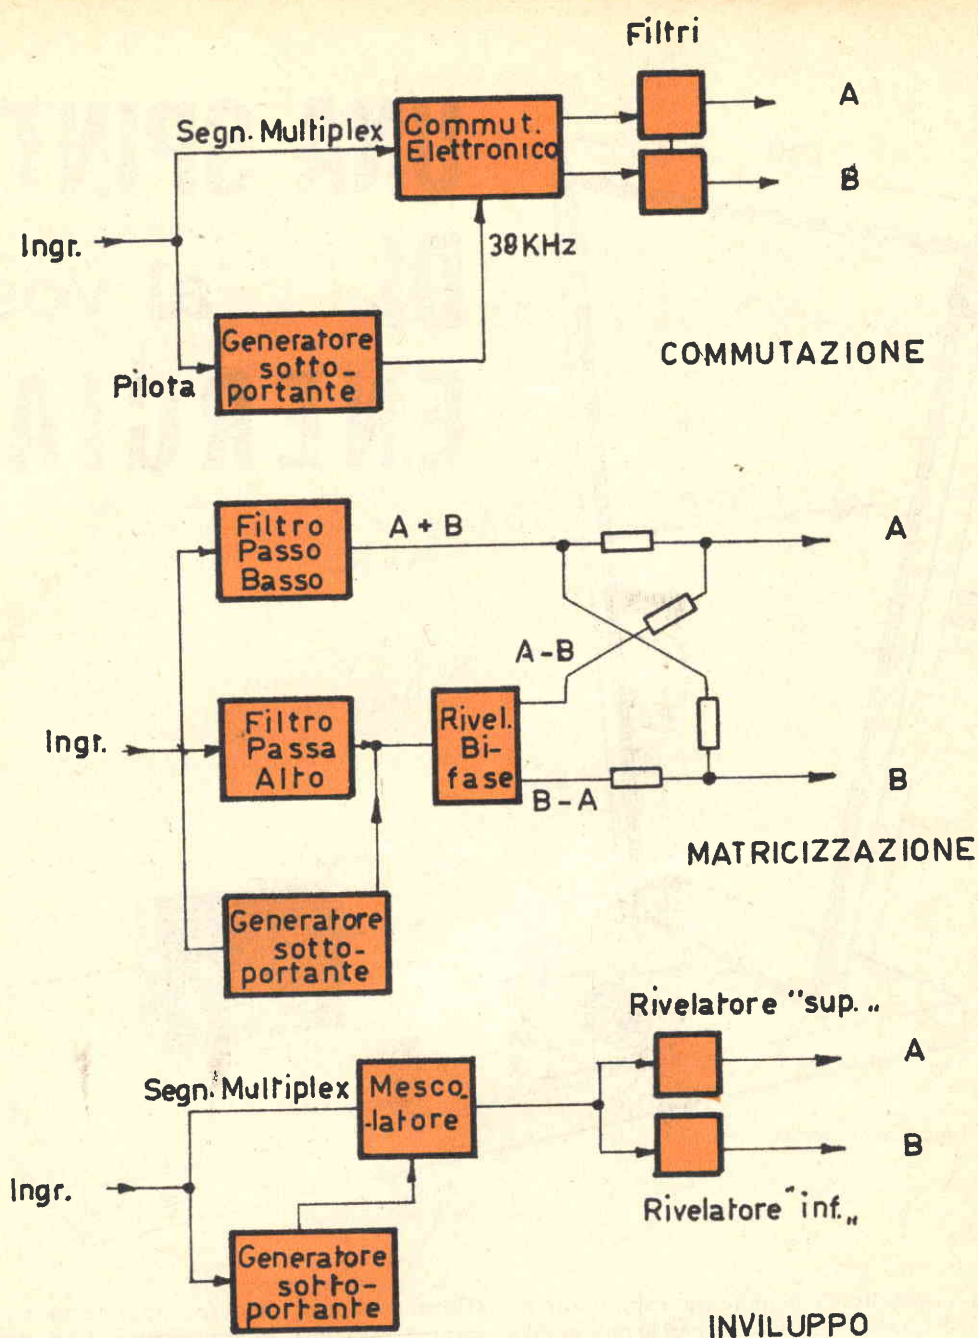 Filtri
A
Segn. Multiplex
Commut.
Elettronico
B
Ingr.
38KHz
Generatore
sotto-
portante
Pilota
COMMUTAZIONE
Filtro
Passo
Basso
A + B
A
A-B
Ingr.
Filtro
Passa
Alto
Rivel.
Bi-
fase
B-A
B
MATRICIZZAZIONE
Generatore
sotto-
portante
Rivelatore "sup.„
A
Segn. Multiplex
Mesco-
-latore
B
Ingr.
Rivelatore "inf.„
Generatore
sotto-
portante
INVILUPPO